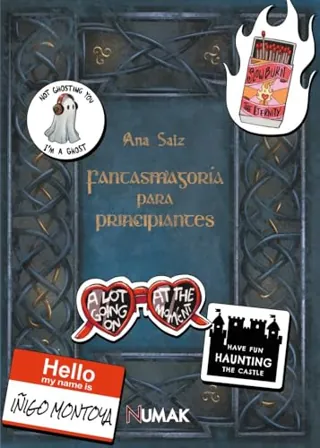 NOT GHOSTING YOU
I'M A GHOST
Ana Saiz
Fantasmagoría
para
principiantes
A LOT
GOING
ON
AT THE
MOMENT
HAVE FUN
HAUNTING
THE CASTLE
Hello
my name is
IÑIGO MONTOYA
NUMAK